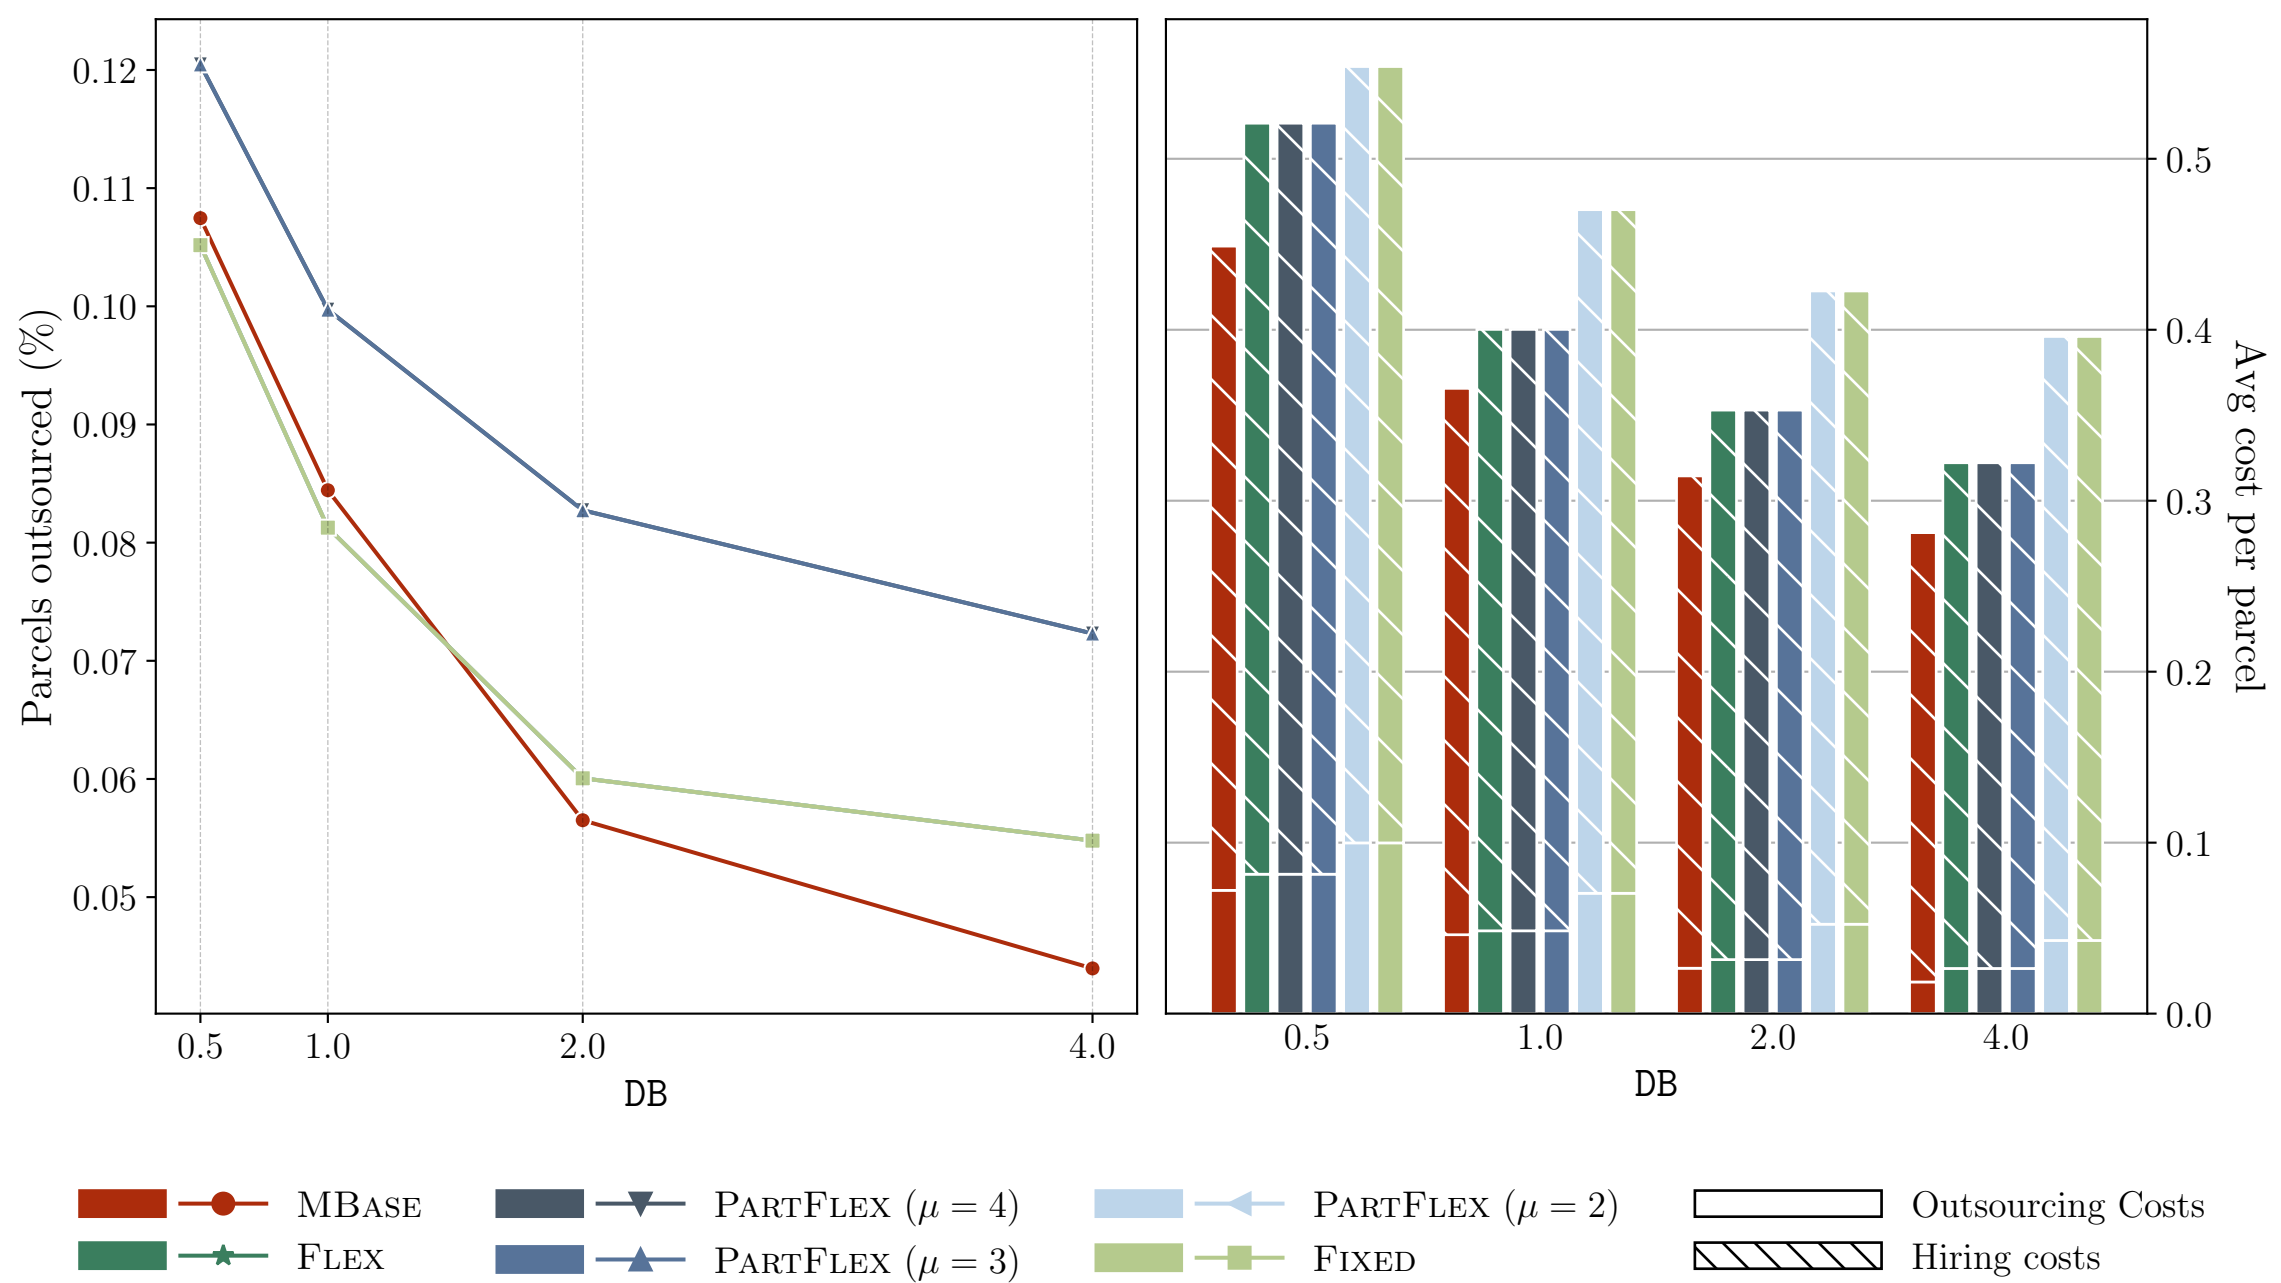 Parcels outsourced (%)
0.12
0.11
0.10
0.09
0.08
0.07
0.06
0.05
0.5 1.0 2.0 4.0
DB
0.5
0.4
0.3
0.2
0.1
0.0
Avg cost per parcel
0.5 1.0 2.0 4.0
DB
MBASE
FLEX
PARTFLEX (μ = 4)
PARTFLEX (μ = 3)
PARTFLEX (μ = 2)
FIXED
Outsourcing Costs
Hiring costs